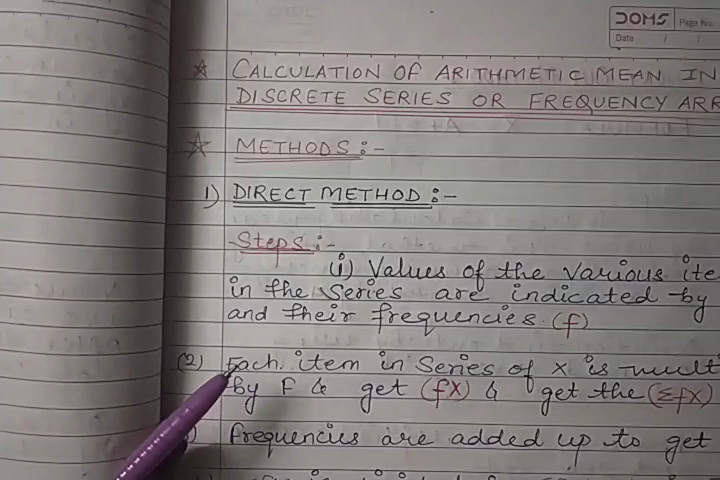 DOMS Page No.
Date / /
☆ CALCULATION OF ARITHMETIC MEAN IN
DISCRETE SERIES OR FREQUENCY ARR
☆ METHODS :-
1) DIRECT METHOD :-
Steps :-
(i) Values of the various ite
in the Series are indicated by
and their frequencies (f)
(2) Each item in Series of X is mult
by F & get (fX) & get the (ΣfX)
frequencies are added up to get